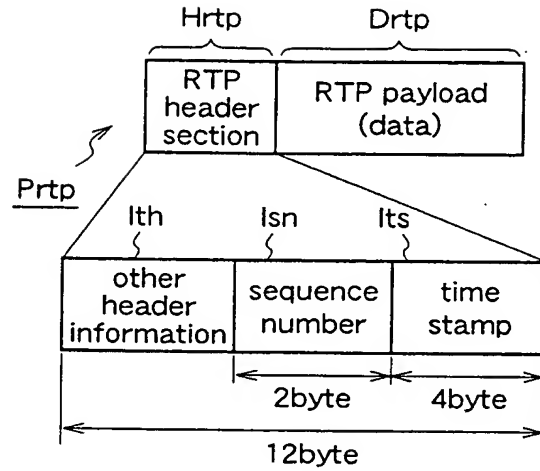 Hrtp
Drtp
RTP
header
section
RTP payload
(data)
Prtp
Ith
Isn
Its
other
header
information
sequence
number
time
stamp
2byte
4byte
12byte